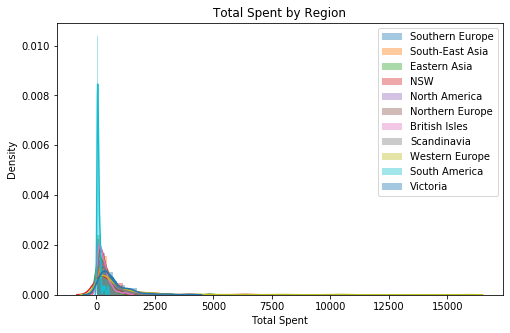 Total Spent by Region
Southern Europe
South-East Asia
Eastern Asia
NSW
North America
Northern Europe
British Isles
Scandinavia
Western Europe
South America
Victoria
Density
0.010
0.008
0.006
0.004
0.002
0.000
0
2500
5000
7500
10000
12500
15000
Total Spent